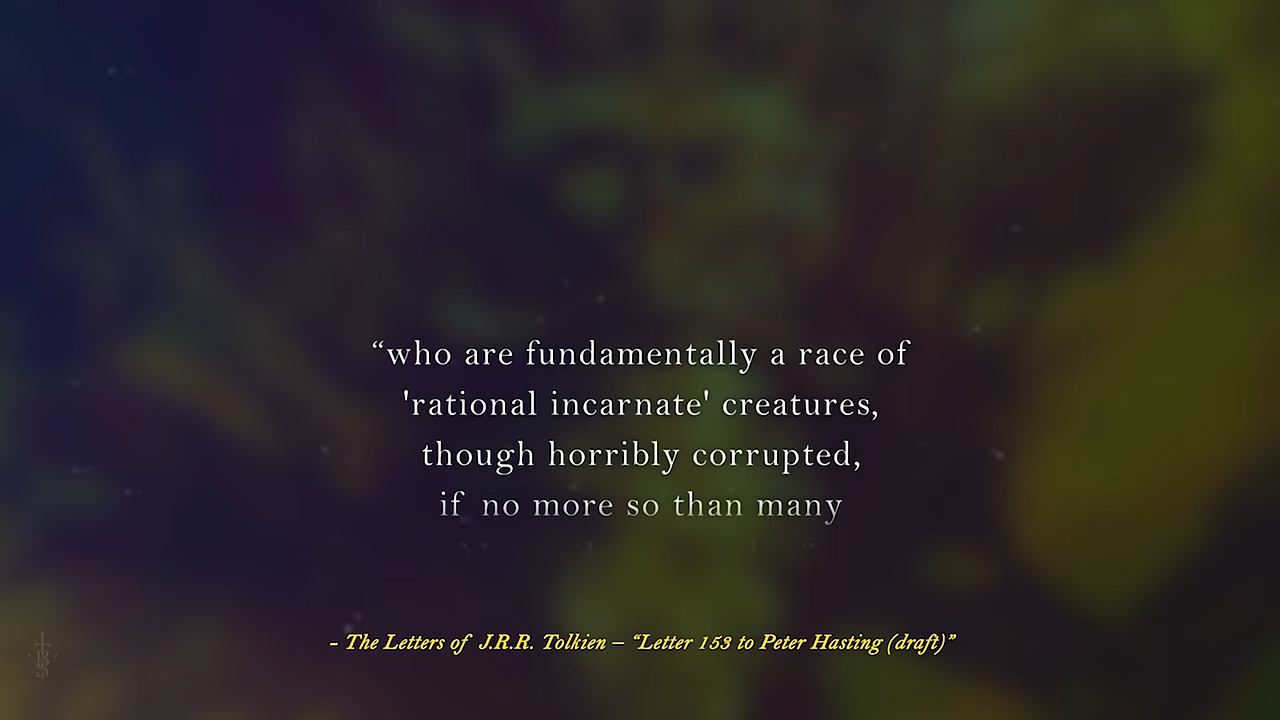 “who are fundamentally a race of
'rational incarnate' creatures,
though horribly corrupted,
if no more so than many
– The Letters of J.R.R. Tolkien – “Letter 153 to Peter Hasting (draft)”